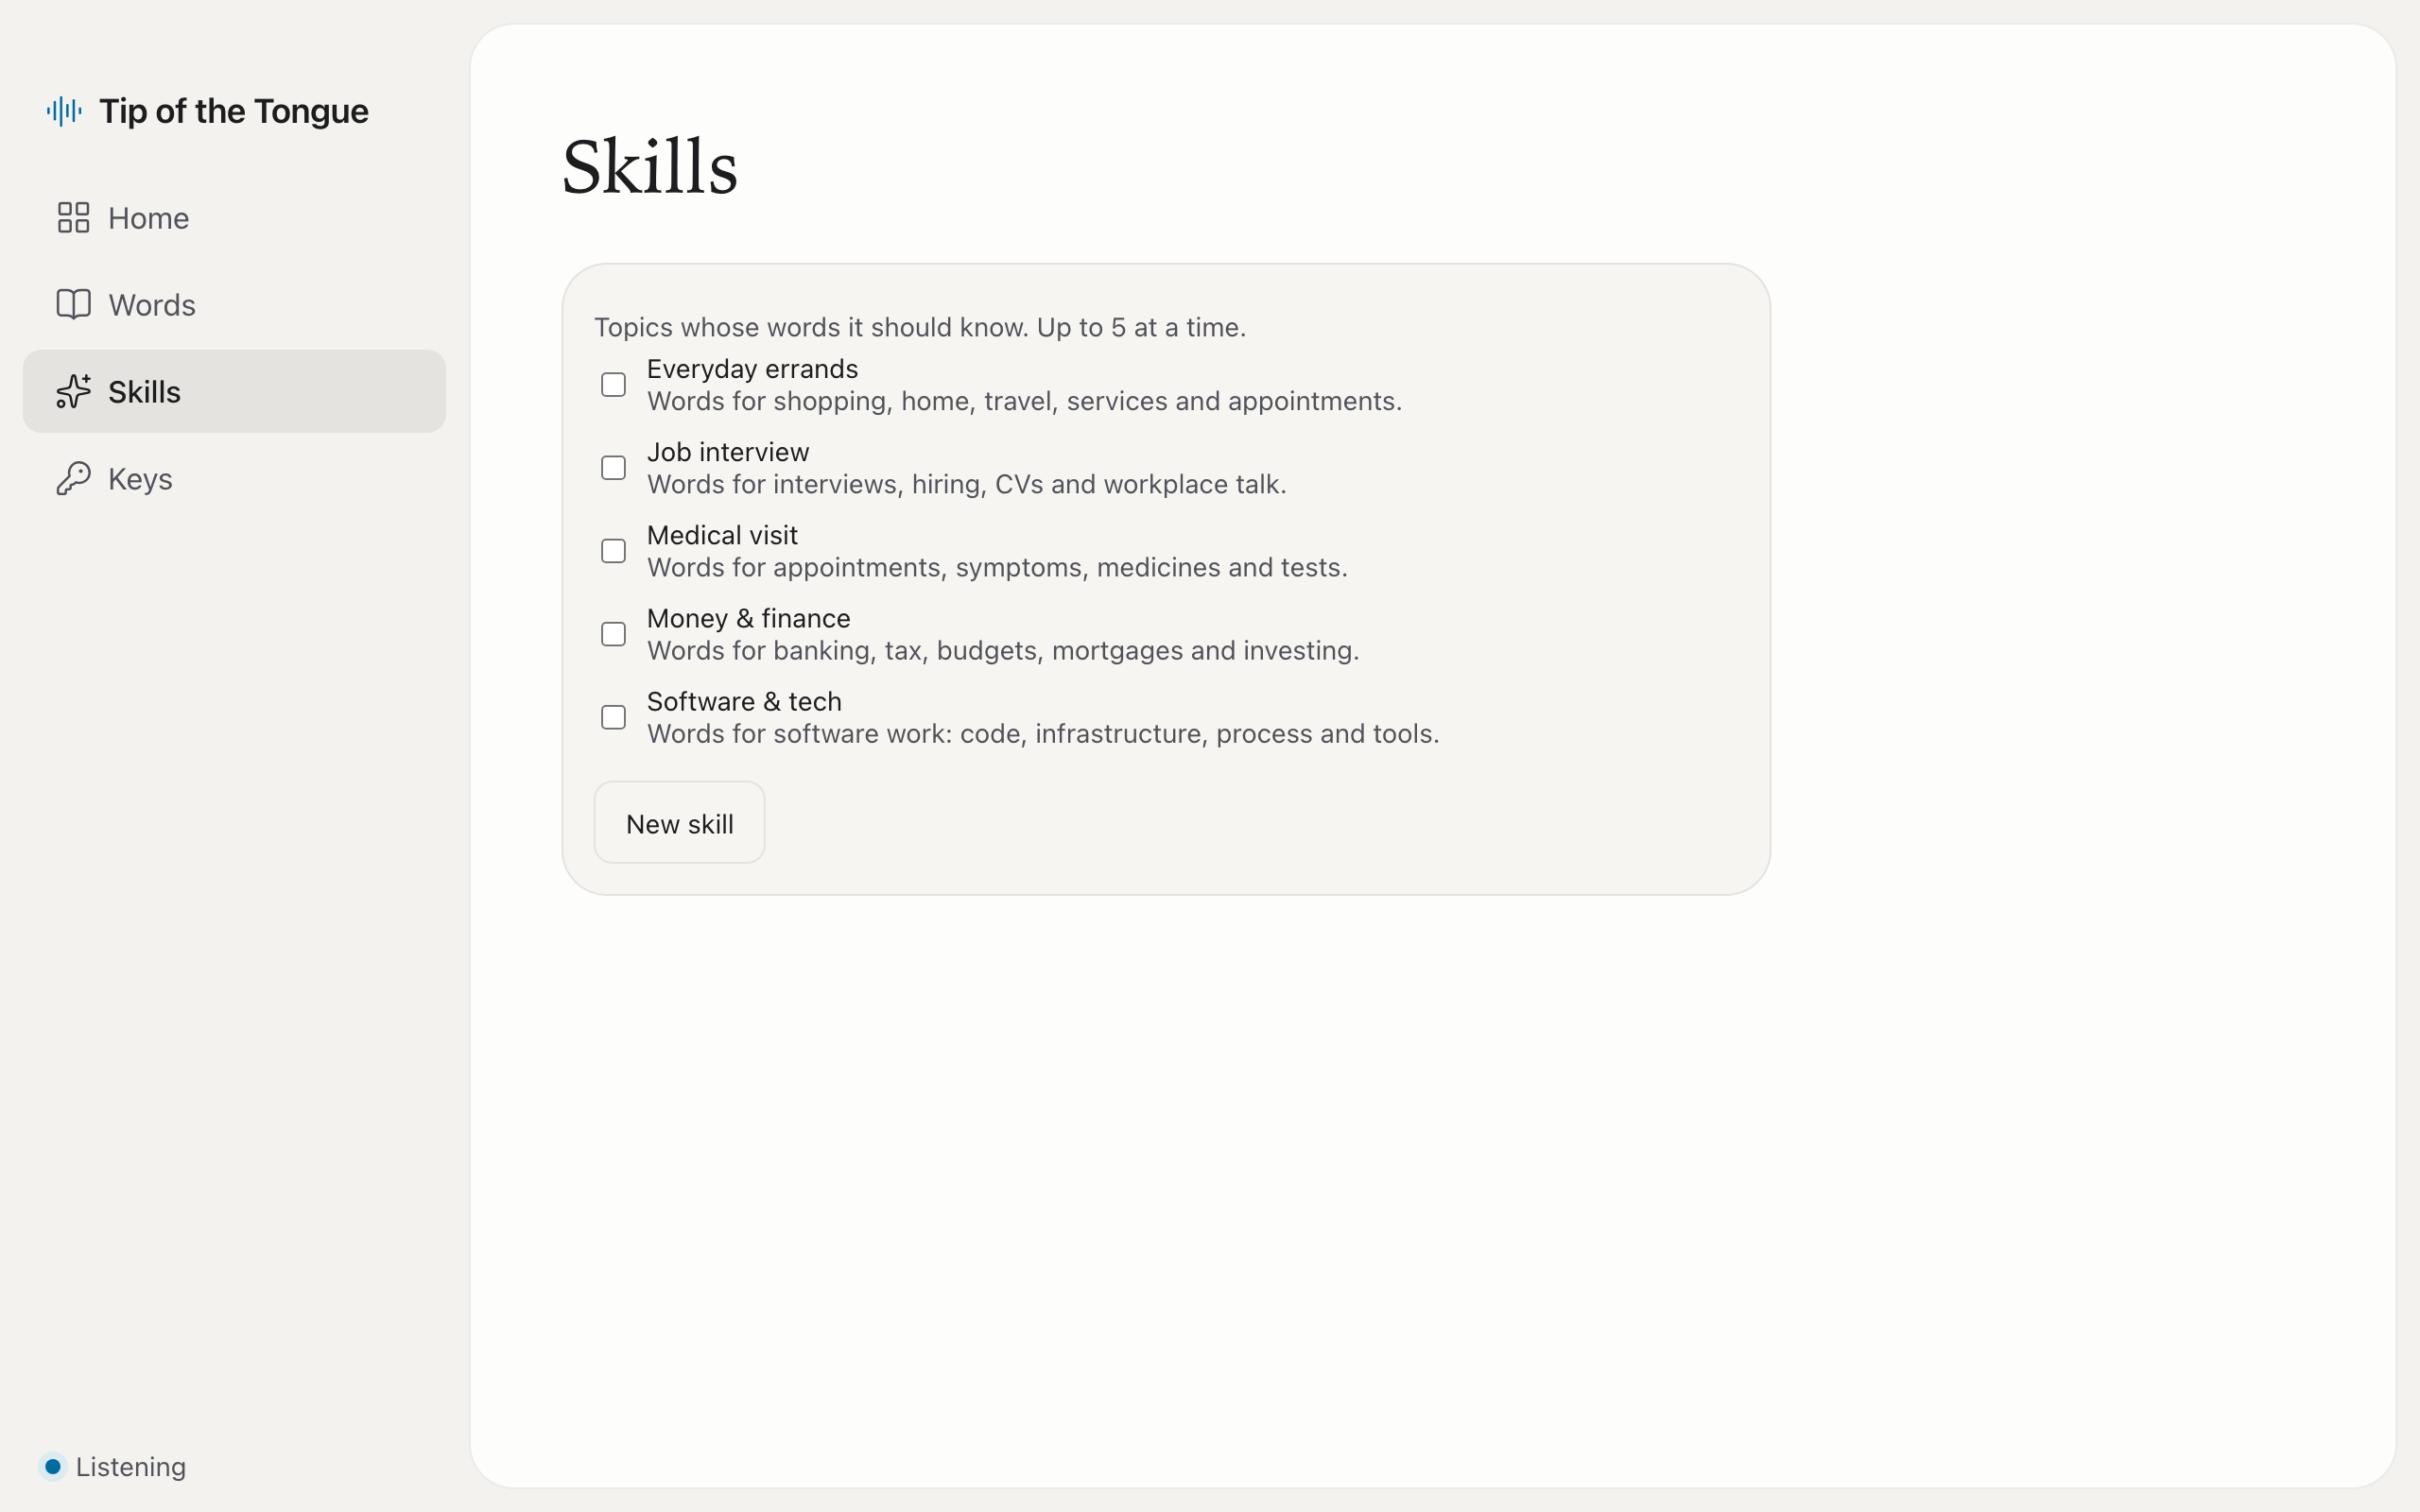 Tip of the Tongue
Home
Words
Skills
Keys
Listening
Skills
Topics whose words it should know. Up to 5 at a time.
Everyday errands
Words for shopping, home, travel, services and appointments.
Job interview
Words for interviews, hiring, CVs and workplace talk.
Medical visit
Words for appointments, symptoms, medicines and tests.
Money & finance
Words for banking, tax, budgets, mortgages and investing.
Software & tech
Words for software work: code, infrastructure, process and tools.
New skill